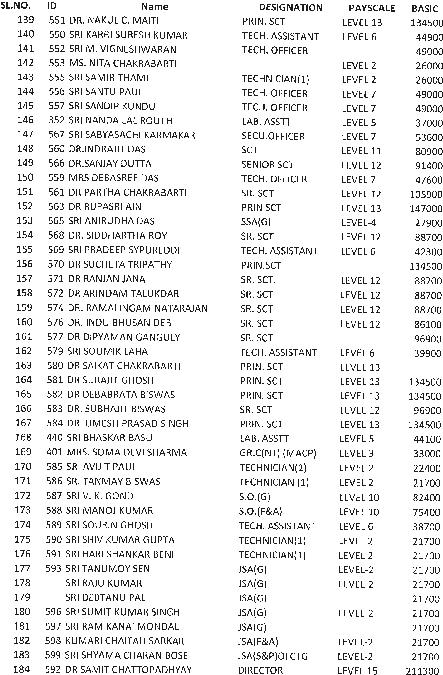 SL.NO. ID Name DESIGNATION PAYSCALE BASIC
139 551 DR. NAKUL C. MAITI PRIN. SCT LEVEL 13 134500
140 550 SRI KARRI SURESH KUMAR TECH. ASSISTANT LEVEL 6 44900
141 552 SRI M. VIGNESHWARAN TECH. OFFICER 49000
142 553 MS. NITA CHAKRABARTI LEVEL 2 26000
143 555 SRI SAMIR THAMI TECHNICIAN(1) LEVEL 2 26000
144 556 SRI SANTU PAUL TECH. OFFICER LEVEL 7 49000
145 557 SRI SANDIP KUNDU TECH. OFFICER LEVEL 7 49000
146 352 SRI NANDA LAL ROUTH LAB. ASSTT LEVEL 5 37000
147 567 SRI SABYASACHI KARMAKAR SECU.OFFICER LEVEL 7 53600
148 560 DR.INDRAJIT DAS SCT LEVEL 11 80900
149 566 DR.SANJAY DUTTA SENIOR SCT LEVEL 12 91400
150 559 MRS DEBASREE DAS TECH. OFFICER LEVEL 7 47600
151 561 DR PARTHA CHAKRABARTI SR. SCT LEVEL 12 105900
152 563 DR RUPASRI AIN PRIN SCT LEVEL 13 147000
153 565 SRI ANIRUDHA DAS SSA(G) LEVEL-4 27900
154 568 DR. SIDDHARTHA ROY SR. SCT LEVEL 12 88700
155 569 SRI PRADEEP TECH. ASSISTANT LEVEL 6 42300
156 570 DR SUCHETA TRIPATHY PRIN.SCT 134500
157 571 DR RANJAN JANA SR. SCT LEVEL 12 88700
158 572 DR ARINDAM TALUKDAR SR. SCT LEVEL 12 88700
159 574 DR. RAMALINGAM NATARAJAN SR. SCT LEVEL 12 88700
160 576 DR. INDU BHUSAN DEB SR. SCT LEVEL 12 86100
161 577 DR DIPYAMAN GANGULY SR. SCT 96900
162 579 SRI SOUMIK LAHA TECH. ASSISTANT LEVEL 6 39900
163 580 DR SAIKAT CHAKRABARTI PRIN. SCT LEVEL 13
164 581 DR SURAJIT GHOSH PRIN. SCT LEVEL 13 134500
165 582 DR DEBABRATA BISWAS PRIN. SCT LEVEL 13 134500
166 583 DR. SUBHAJIT BISWAS SR. SCT LEVEL 12 96900
167 584 DR UMESH PRASAD SINGH PRIN. SCT LEVEL 13 134500
168 440 SRI BHASKAR BASU LAB. ASSTT LEVEL 5 44100
169 401 MRS. SOMA DEVI SHARMA GR.C(NT) (MACP) LEVEL 3 33000
170 585 SRI AVIJIT PAUL TECHNICIAN(1) LEVEL 2 22400
171 586 SRI. TANMAY BISWAS TECHNICIAN (1) LEVEL 2 21700
172 587 SRI V. K. GOND S.O.(G) LEVEL 10 82400
173 588 SRI MANOJ KUMAR S.O.(F&A) LEVEL 10 75400
174 589 SRI SOURIN GHOSH TECH. ASSISTANT LEVEL 6 38700
175 590 SRI SHIV KUMAR GUPTA TECHNICIAN(1) LEVEL 2 21700
176 591 SRI HARI SHANKAR BENI TECHNICIAN(1) LEVEL 2 21700
177 593 SRI TANUMOY SEN JSA(G) LEVEL-2 21700
178 SRI RAJU KUMAR JSA(G) LEVEL 2 21700
179 SRI DEBTANU PAL JSA(G) 21700
180 596 SRI SUMIT KUMAR SINGH JSA(G) LEVEL 2 21700
181 597 SRI RAM KANAI MONDAL JSA(G) 21700
182 598 KUMARI CHAITALI SARKAR JSA(F&A) LEVEL-2 21700
183 599 SRI SHYAMA CHARAN BOSE LEVEL-2 21700
184 592 DR SAMIT CHATTOPADHYAY DIRECTOR LEVEL 15 211300